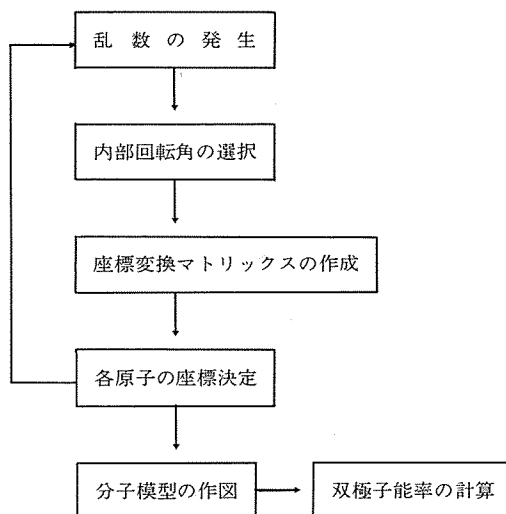 乱数の発生
内部回転角の選択
座標変換マトリックスの作成
各原子の座標決定
分子模型の作図
双極子能率の計算